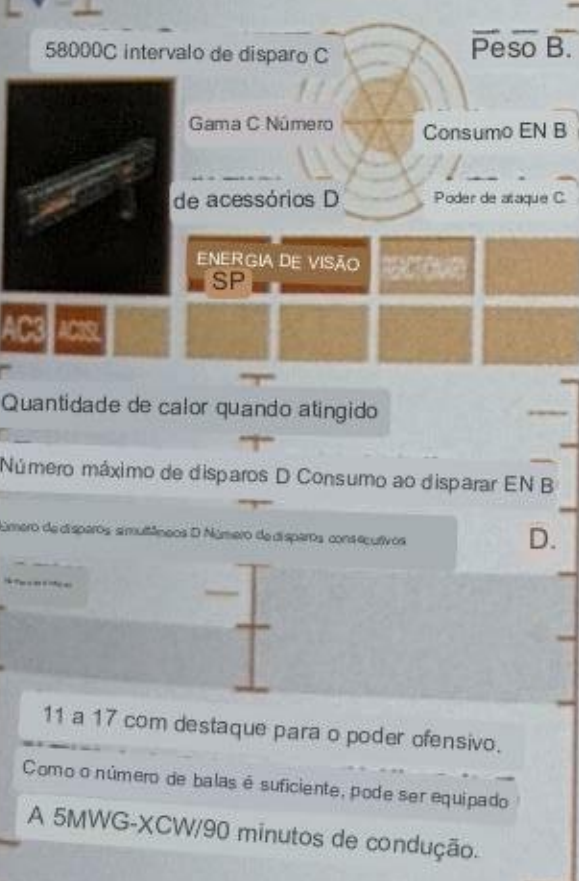 58000C intervalo de disparo C
Peso B.
Gama C Número
Consumo EN B
de acessórios D
Poder de ataque C
ENERGIA DE VISÃO
SP
AC3
AC3SL
Quantidade de calor quando atingido
Número máximo de disparos D Consumo ao disparar EN B
Número de disparos simultâneos D Número de disparos consecutivos
D.
11 a 17 com destaque para o poder ofensivo.
Como o número de balas é suficiente, pode ser equipado
A 5MWG-XCW/90 minutos de condução.